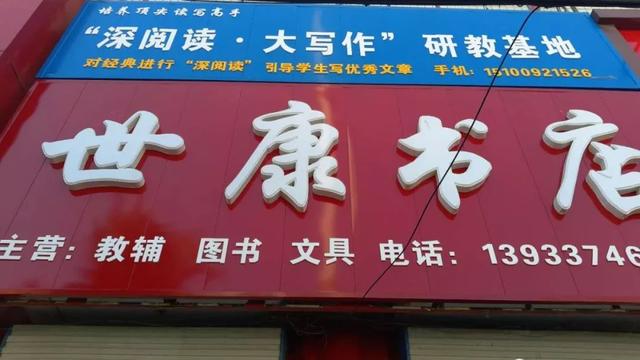 培养顶尖读写高手
“深阅读·大写作”研教基地
对经典进行“深阅读”引导学生写优秀文章 手机：15100921526
世康书店
主营：教辅 图书 文具 电话：13933746